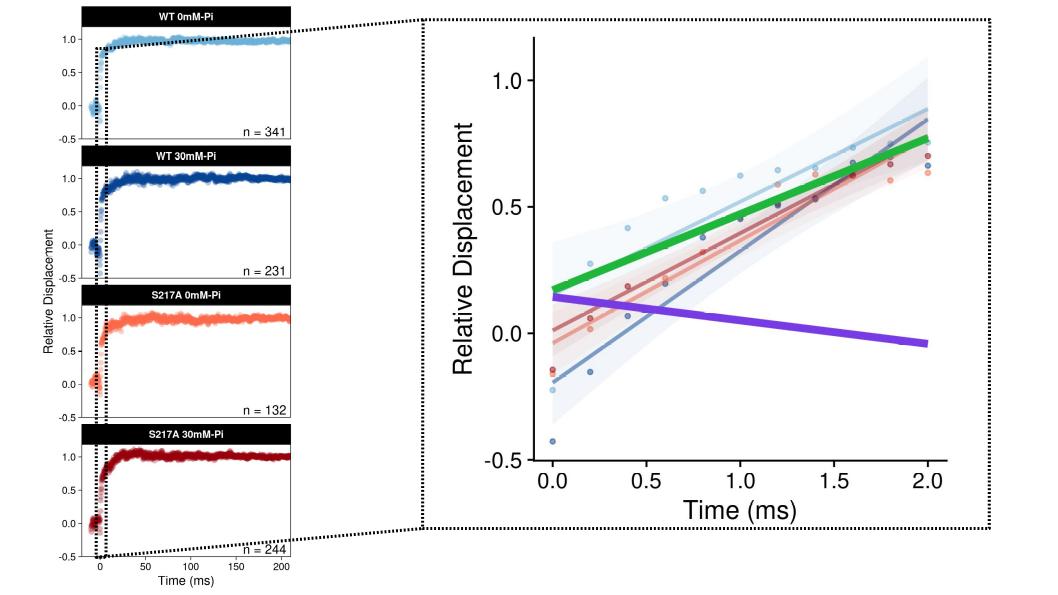 WT 0mM-Pi
1.0
0.5
0.0
-0.5
n = 341
WT 30mM-Pi
1.0
0.5
0.0
-0.5
n = 231
S217A 0mM-Pi
1.0
0.5
0.0
-0.5
n = 132
S217A 30mM-Pi
1.0
0.5
0.0
-0.5
n = 244
0 50 100 150 200
Time (ms)
Relative Displacement
1.0
0.5
0.0
-0.5
0.0 0.5 1.0 1.5 2.0
Time (ms)
Relative Displacement